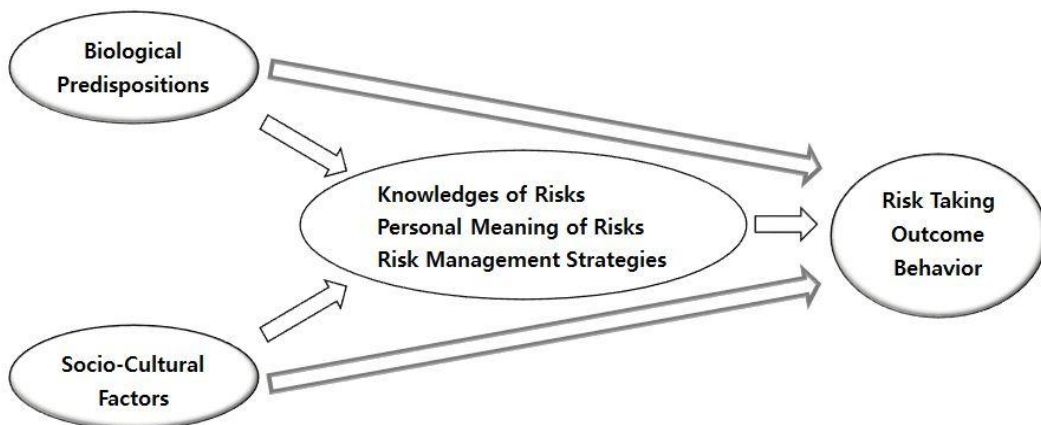 Biological
Predispositions
Knowledges of Risks
Personal Meaning of Risks
Risk Management Strategies
Risk Taking
Outcome
Behavior
Socio-Cultural
Factors